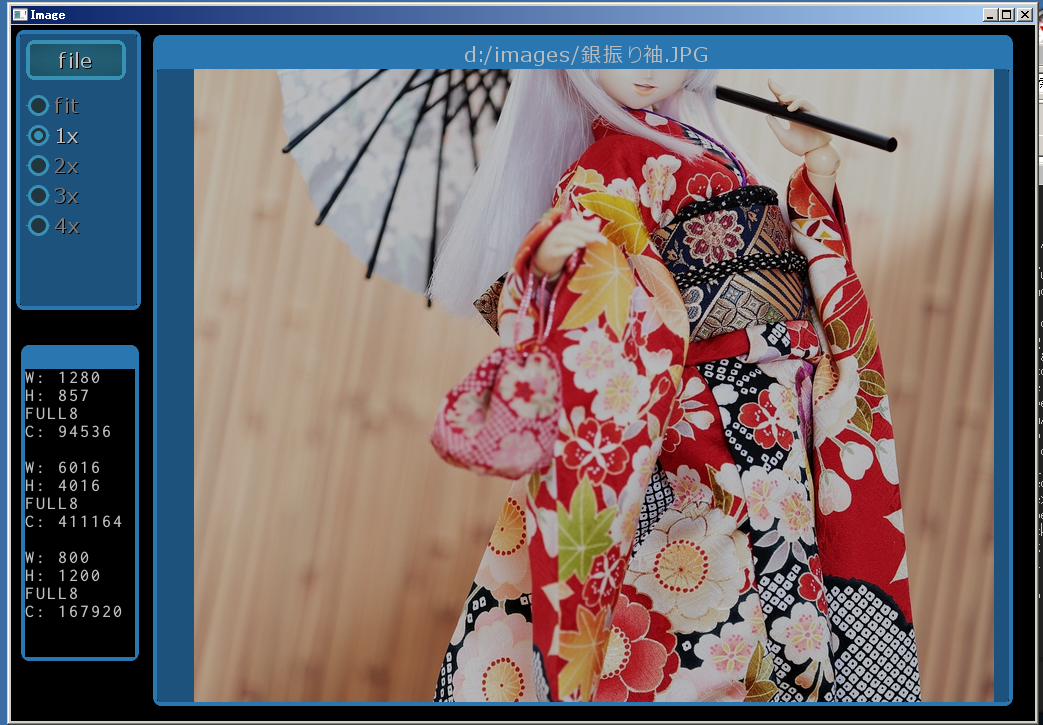 Image
file
fit
1x
2x
3x
4x
d:/images/銀振り袖.JPG
W: 1280
H: 857
FULL8
C: 94536
W: 6016
H: 4016
FULL8
C: 411164
W: 800
H: 1200
FULL8
C: 167920